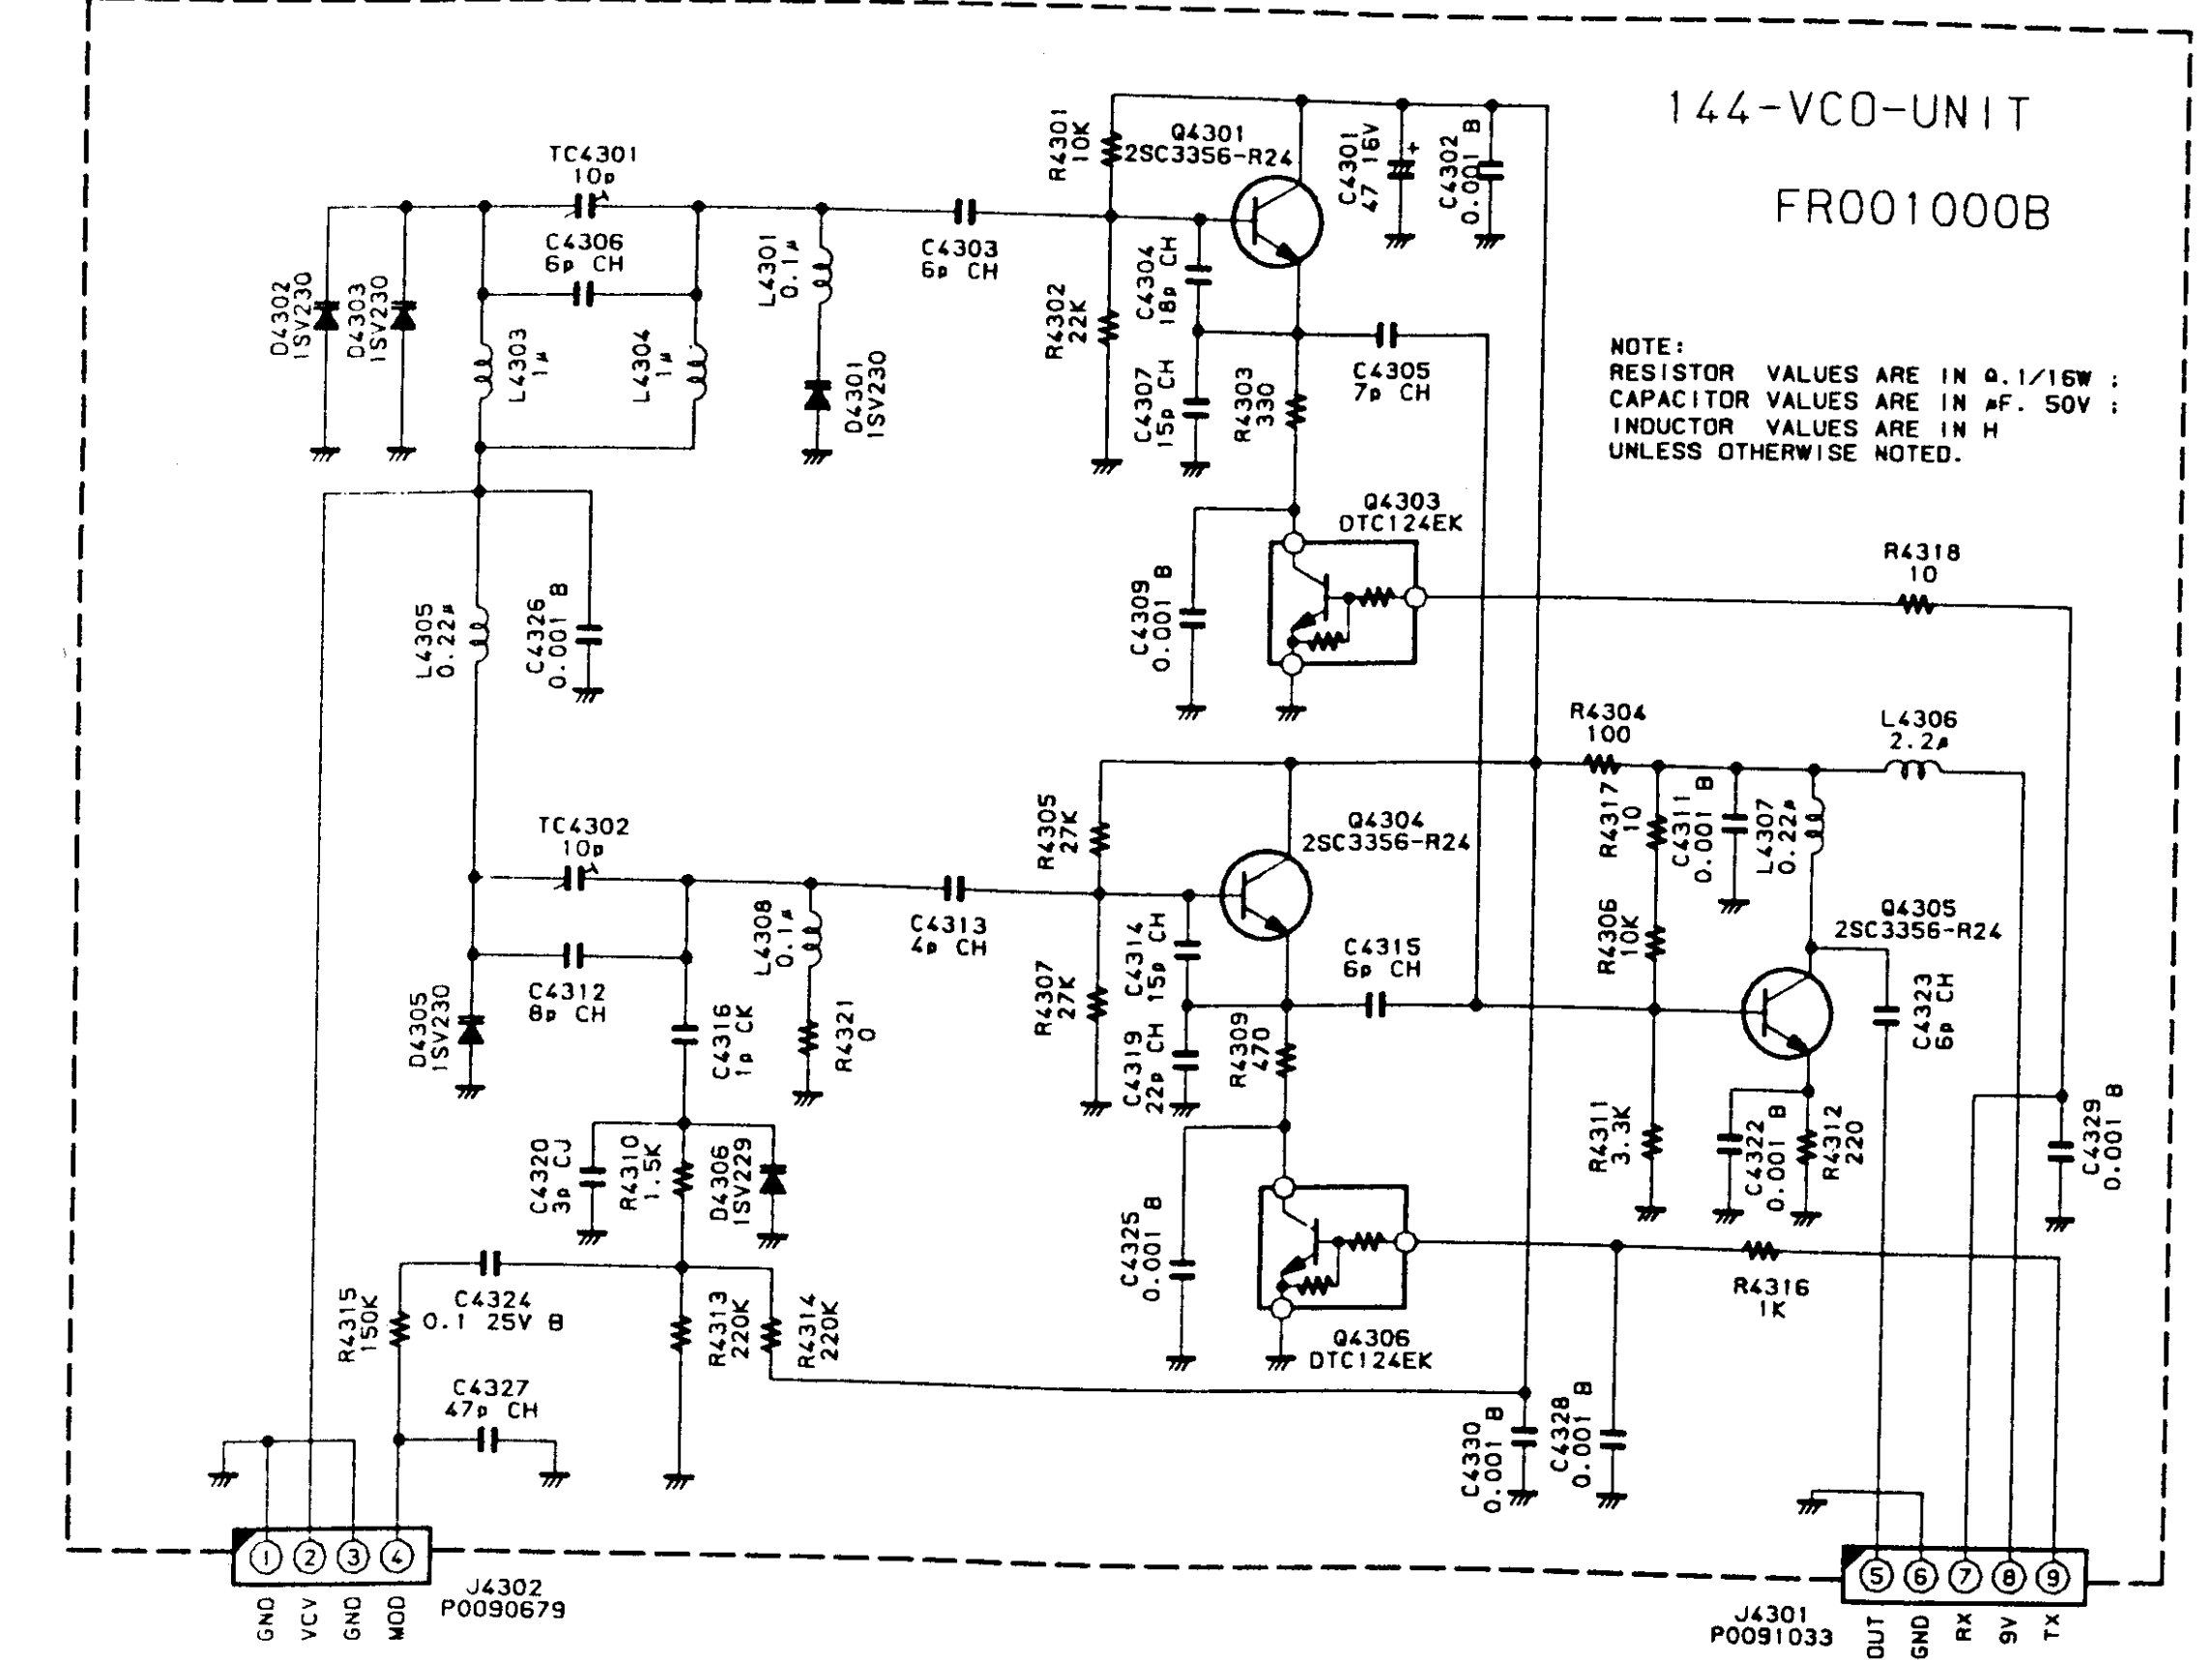 144-VCO-UNIT
FR001000B
NOTE:
RESISTOR VALUES ARE IN Ω.1/16W ;
CAPACITOR VALUES ARE IN µF. 50V ;
INDUCTOR VALUES ARE IN H
UNLESS OTHERWISE NOTED.
R4301
10K
Q4301
2SC3356-R24
C4301
47 16V
+
C4302
0.001 B
TC4301
10p
C4306
6p CH
L4301
0.1µ
C4303
6p CH
D4302
1SV230
D4303
1SV230
L4303
1µ
L4304
1µ
D4301
1SV230
R4302
22K
C4304
18p CH
C4307
15p CH
R4303
330
C4305
7p CH
Q4303
DTC124EK
R4318
10
C4309
0.001 B
L4305
0.22µ
C4326
0.001 B
R4304
100
L4306
2.2µ
R4305
27K
Q4304
2SC3356-R24
R4317
10
C4311
0.001 B
L4307
0.22µ
TC4302
10p
L4308
0.1µ
C4313
4p CH
R4307
27K
C4314
15p CH
C4315
6p CH
R4306
10K
Q4305
2SC3356-R24
C4323
6p CH
D4305
1SV230
C4312
8p CH
C4316
1p CK
R4321
0
C4319
22p CH
R4309
470
R4311
3.3K
C4322
0.001 B
R4312
220
C4329
0.001 B
C4320
3p CJ
R4310
1.5K
D4306
1SV229
C4325
0.001 B
Q4306
DTC124EK
R4316
1K
R4315
150K
C4324
0.1 25V B
R4313
220K
R4314
220K
C4327
47p CH
C4330
0.001 B
C4328
0.001 B
1 2 3 4
J4302
P0090679
GND
VCV
GND
MOD
5 6 7 8 9
J4301
P0091033
OUT
GND
RX
9V
TX